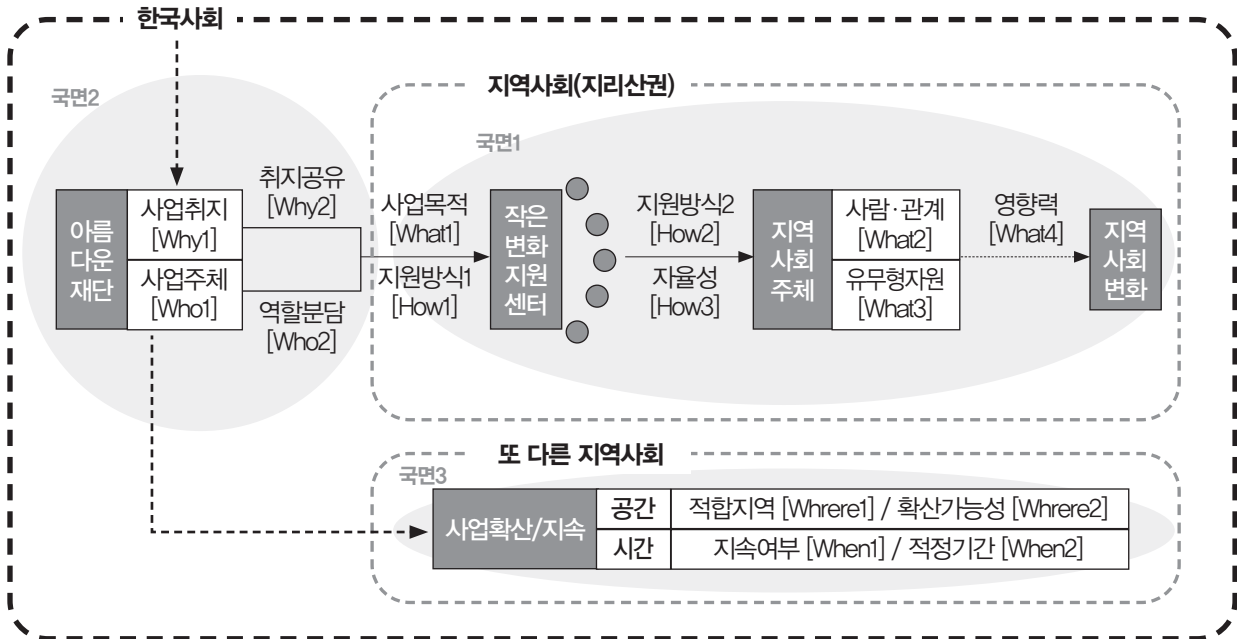 한국사회
국면2
지역사회(지리산권)
국면1
아름
다운
재단
사업취지
[Why1]
사업주체
[Who1]
취지공유
[Why2]
역할분담
[Who2]
사업목적
[What1]
지원방식1
[How1]
작은
변화
지원
센터
지원방식2
[How2]
자율성
[How3]
지역
사회
주체
사람·관계
[What2]
유무형자원
[What3]
영향력
[What4]
지역
사회
변화
또 다른 지역사회
국면3
사업확산/지속
공간
적합지역 [Whrere1] / 확산가능성 [Whrere2]
시간
지속여부 [When1] / 적정기간 [When2]